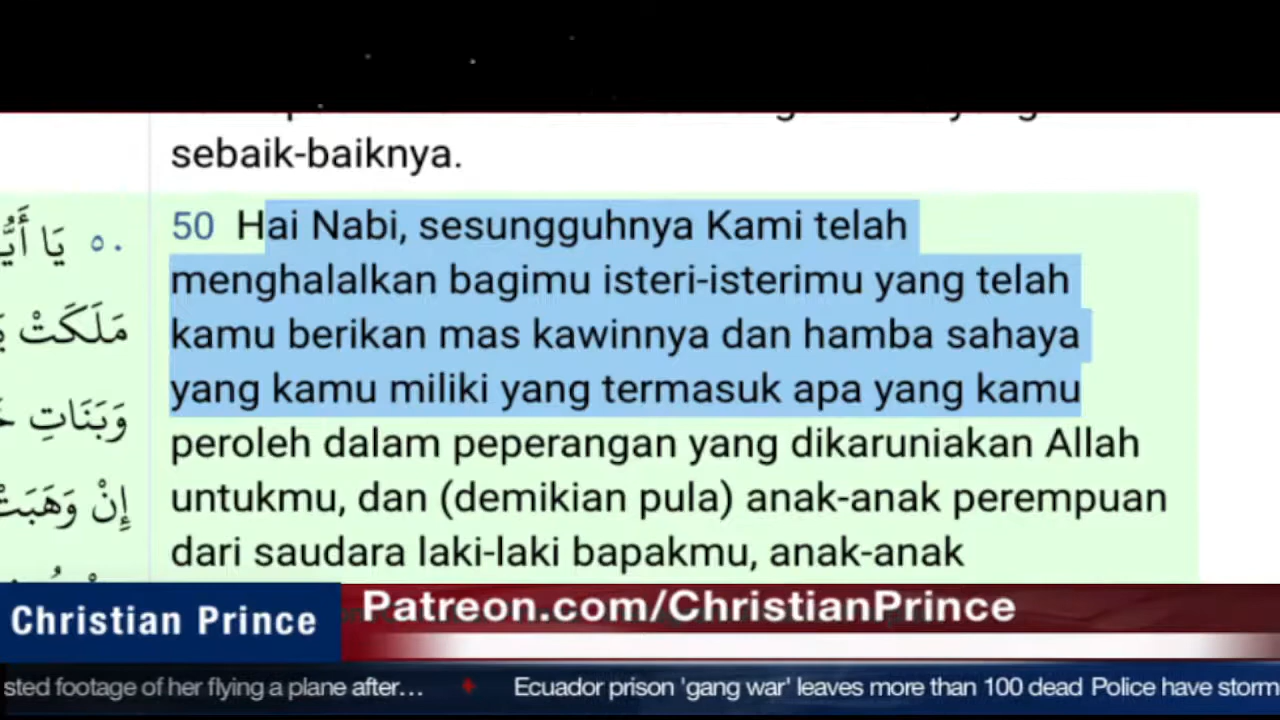 sebaik-baiknya.
50 Hai Nabi, sesungguhnya Kami telah
menghalalkan bagimu isteri-isterimu yang telah
kamu berikan mas kawinnya dan hamba sahaya
yang kamu miliki yang termasuk apa yang kamu
peroleh dalam peperangan yang dikaruniakan Allah
untukmu, dan (demikian pula) anak-anak perempuan
dari saudara laki-laki bapakmu, anak-anak
٥٠ يَا
مَلَكَتْ
وَبَنَاتِ
إِنْ وَهَبَتْ
Christian Prince
Patreon.com/ChristianPrince
sted footage of her flying a plane after… Ecuador prison 'gang war' leaves more than 100 dead Police have storm